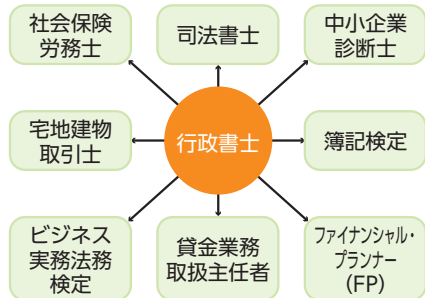 社会保険
労務士
司法書士
中小企業
診断士
宅地建物
取引士
行政書士
簿記検定
ビジネス
実務法務
検定
貸金業務
取扱主任者
ファイナンシャル・
プランナー
(FP)